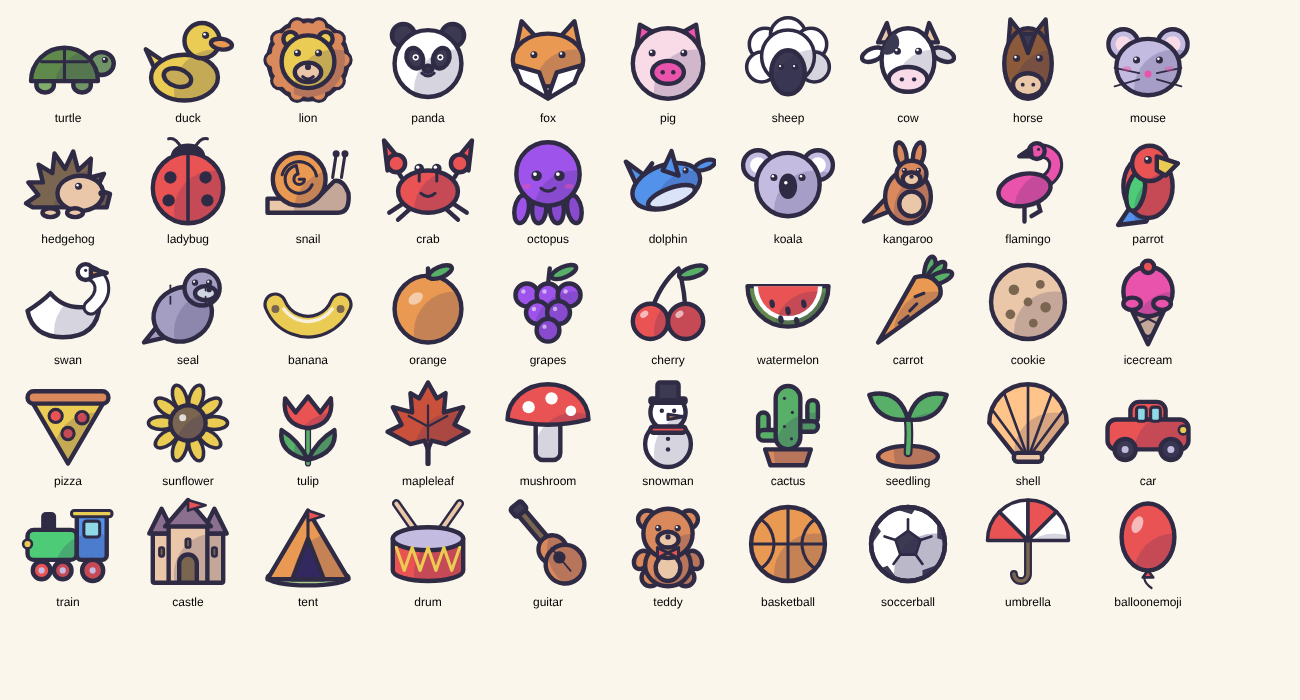 turtle duck lion panda fox pig sheep cow horse mouse
hedgehog ladybug snail crab octopus dolphin koala kangaroo flamingo parrot
swan seal banana orange grapes cherry watermelon carrot cookie icecream
pizza sunflower tulip mapleleaf mushroom snowman cactus seedling shell car
train castle tent drum guitar teddy basketball soccerball umbrella balloonemoji